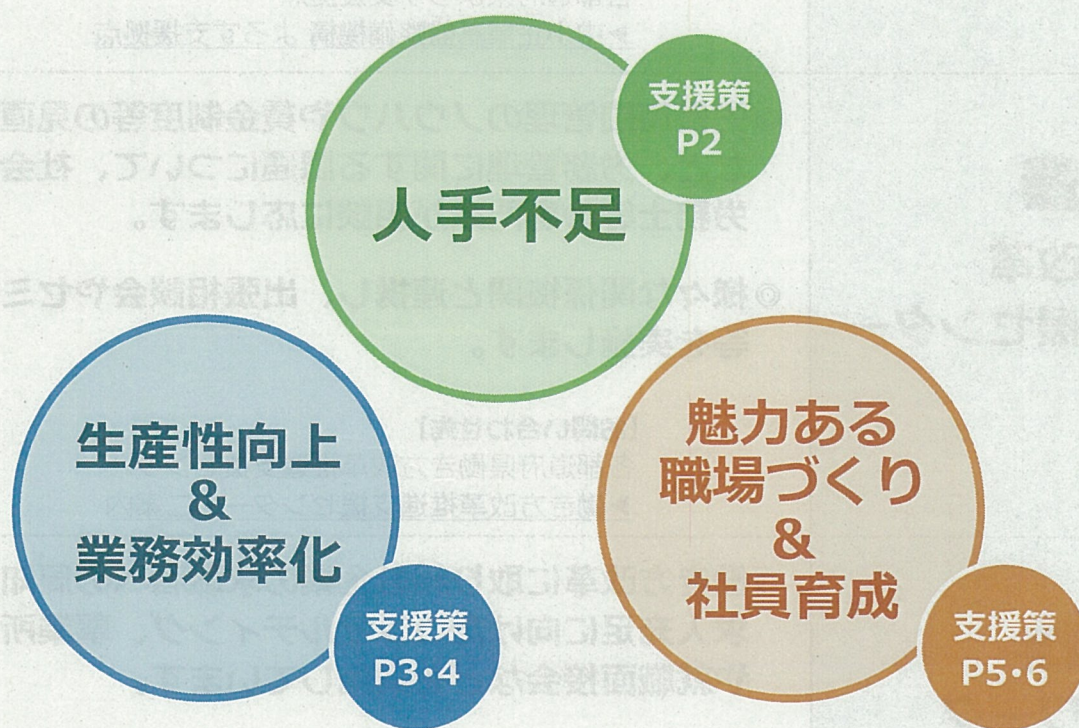 人手不足
支援策
P2
生産性向上
&
業務効率化
支援策
P3・4
魅力ある
職場づくり
&
社員育成
支援策
P5・6